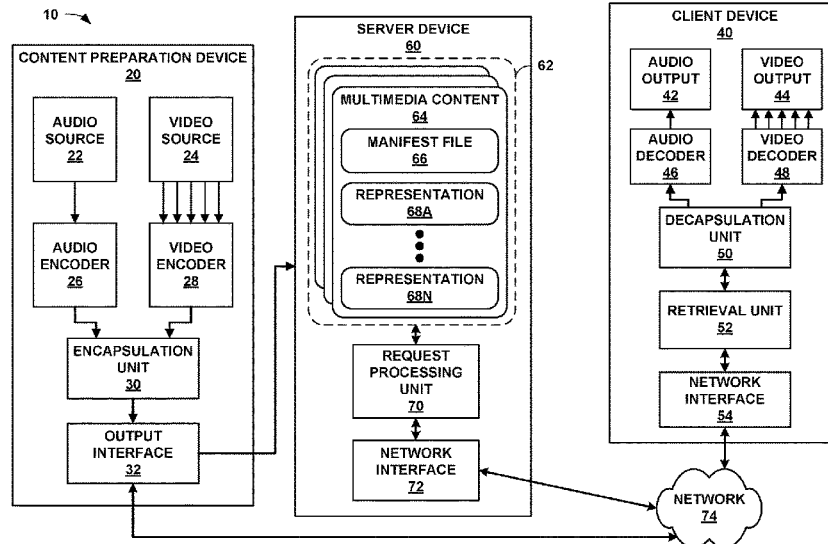 10
CONTENT PREPARATION DEVICE
20
AUDIO
SOURCE
22
VIDEO
SOURCE
24
AUDIO
ENCODER
26
VIDEO
ENCODER
28
ENCAPSULATION
UNIT
30
OUTPUT
INTERFACE
32
SERVER DEVICE
60
62
MULTIMEDIA CONTENT
64
MANIFEST FILE
66
REPRESENTATION
68A
REPRESENTATION
68N
REQUEST
PROCESSING
UNIT
70
NETWORK
INTERFACE
72
CLIENT DEVICE
40
AUDIO
OUTPUT
42
VIDEO
OUTPUT
44
AUDIO
DECODER
46
VIDEO
DECODER
48
DECAPSULATION
UNIT
50
RETRIEVAL UNIT
52
NETWORK
INTERFACE
54
NETWORK
74